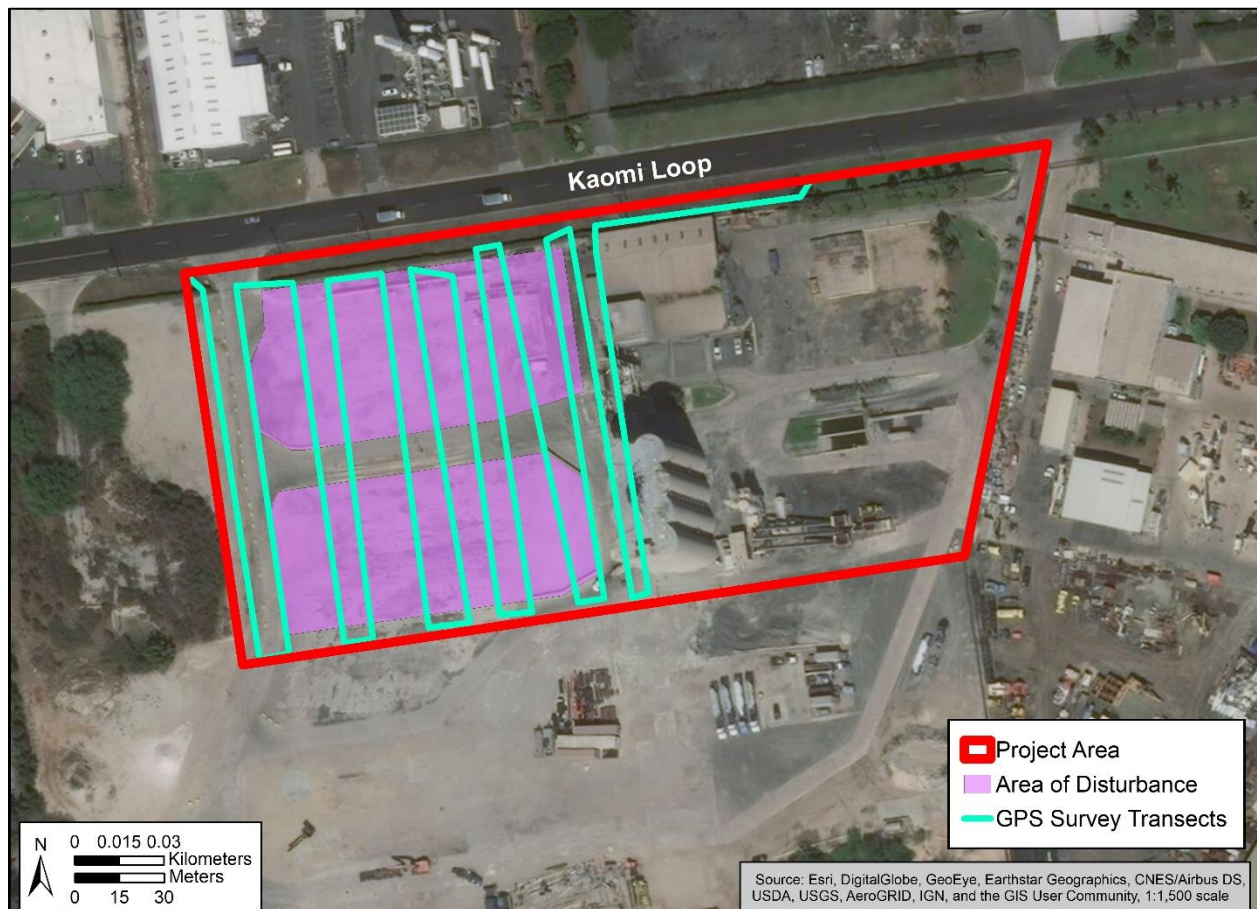 Kaomi Loop
Project Area
Area of Disturbance
GPS Survey Transects
N
0 0.015 0.03
Kilometers
Meters
0 15 30
Source: Esri, DigitalGlobe, GeoEye, Earthstar Geographics, CNES/Airbus DS,
USDA, USGS, AeroGRID, IGN, and the GIS User Community, 1:1,500 scale